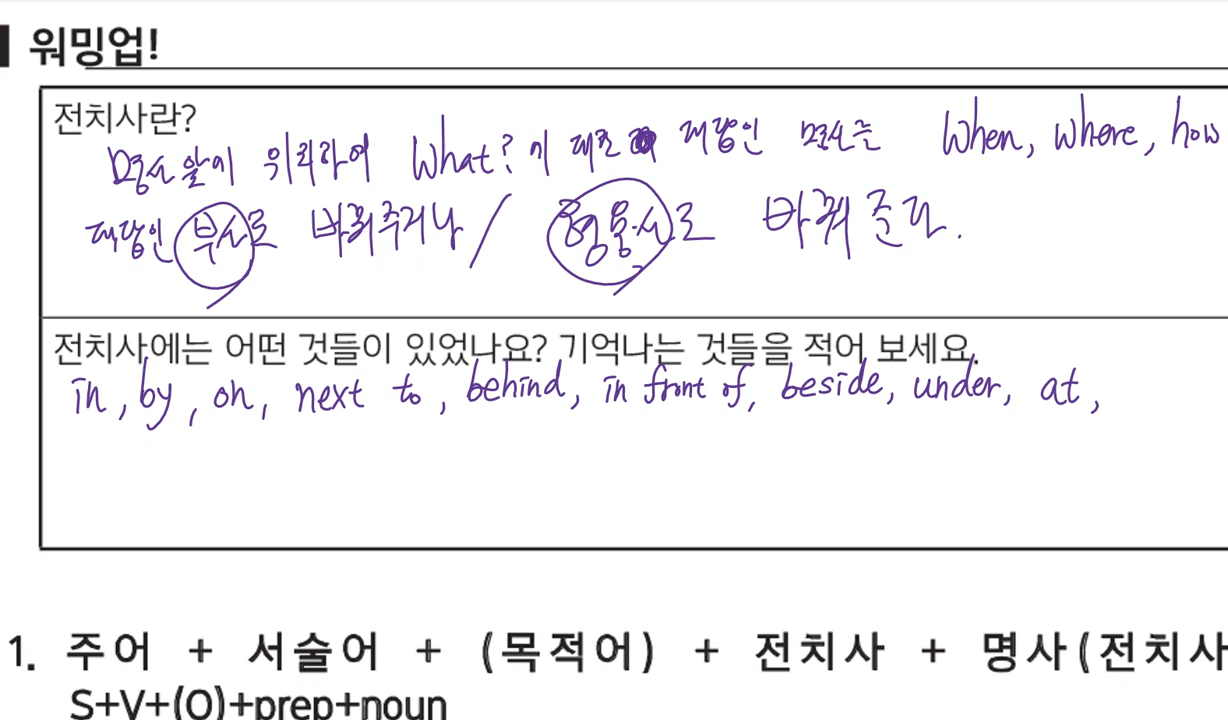 워밍업!
전치사란?
명사 앞에 위치하여 What? 에 대한 대답인 명사를 When, where, how
대답인 부사로 바꿔주거나 / 형용사로 바꿔 준다.
전치사에는 어떤 것들이 있었나요? 기억나는 것들을 적어 보세요.
in, by, on, next to, behind, in front of, beside, under, at,
1. 주어 + 서술어 + (목적어) + 전치사 + 명사(전치사
S+V+(O)+prep+noun